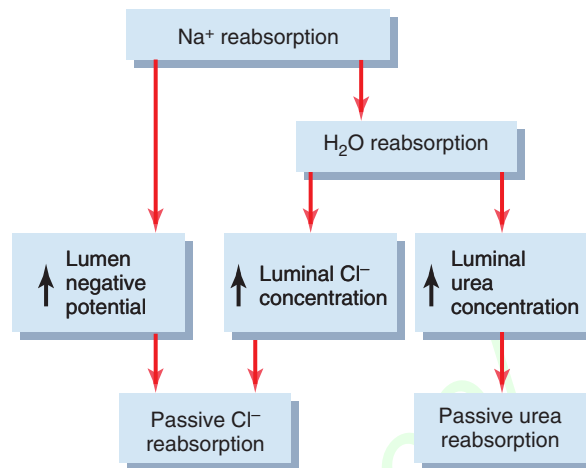 Na⁺ reabsorption
H₂O reabsorption
Lumen
negative
potential
Luminal Cl⁻
concentration
Luminal
urea
concentration
Passive Cl⁻
reabsorption
Passive urea
reabsorption